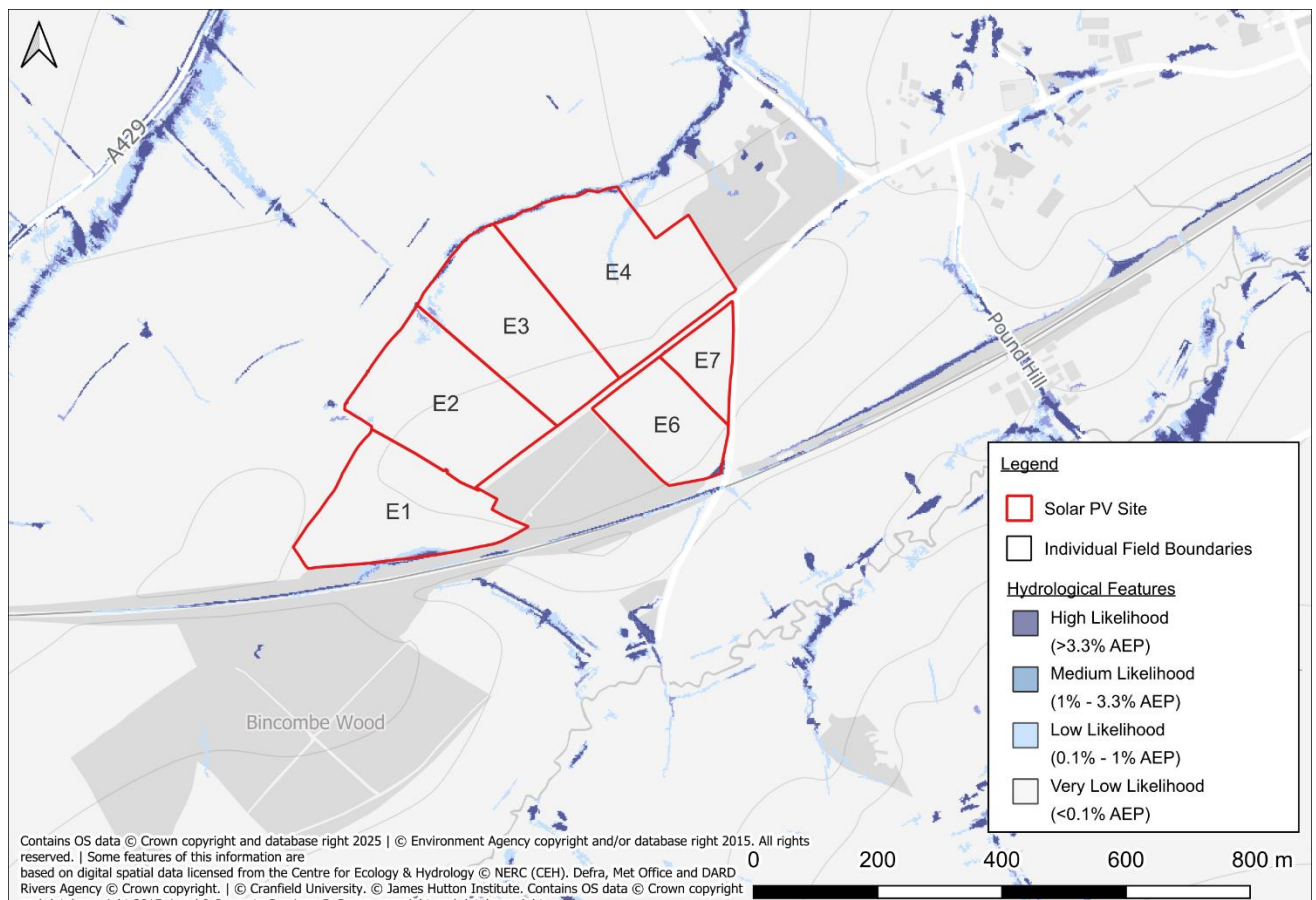 A429
E4
E3
E7
E2
E6
E1
Pound Hill
Bincombe Wood
Legend
Solar PV Site
Individual Field Boundaries
Hydrological Features
High Likelihood
(>3.3% AEP)
Medium Likelihood
(1% - 3.3% AEP)
Low Likelihood
(0.1% - 1% AEP)
Very Low Likelihood
(<0.1% AEP)
Contains OS data © Crown copyright and database right 2025 | © Environment Agency copyright and/or database right 2015. All rights
reserved. | Some features of this information are
based on digital spatial data licensed from the Centre for Ecology & Hydrology © NERC (CEH). Defra, Met Office and DARD
Rivers Agency © Crown copyright. | © Cranfield University. © James Hutton Institute. Contains OS data © Crown copyright
0 200 400 600 800 m